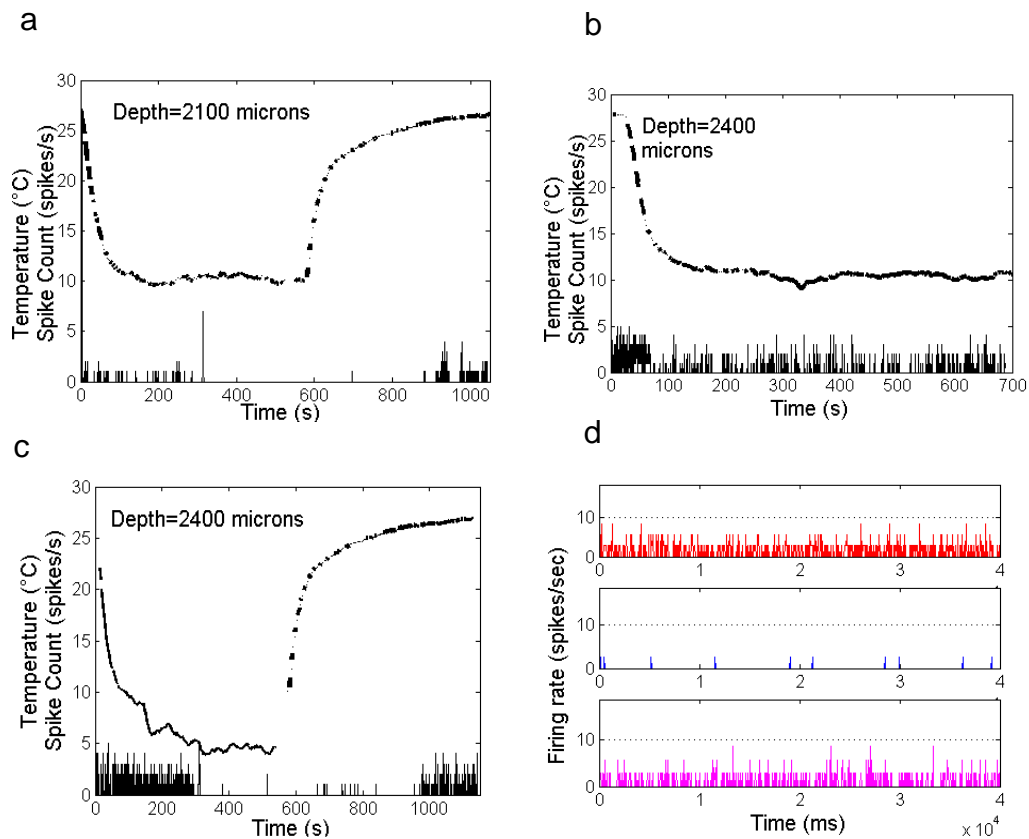 a
30
25
20
15
10
5
0
Depth=2100 microns
Temperature (°C)
Spike Count (spikes/s)
0 200 400 600 800 1000
Time (s)
b
30
25
20
15
10
5
0
Depth=2400
microns
Temperature (°C)
Spike Count (spikes/s)
0 100 200 300 400 500 600 700
Time (s)
c
30
25
20
15
10
5
0
Depth=2400 microns
Temperature (°C)
Spike Count (spikes/s)
0 200 400 600 800 1000
Time (s)
d
Firing rate (spikes/sec)
10
0
0 1 2 3 4
10
0
0 1 2 3 4
10
0
0 1 2 3 4
Time (ms)
× 10⁴